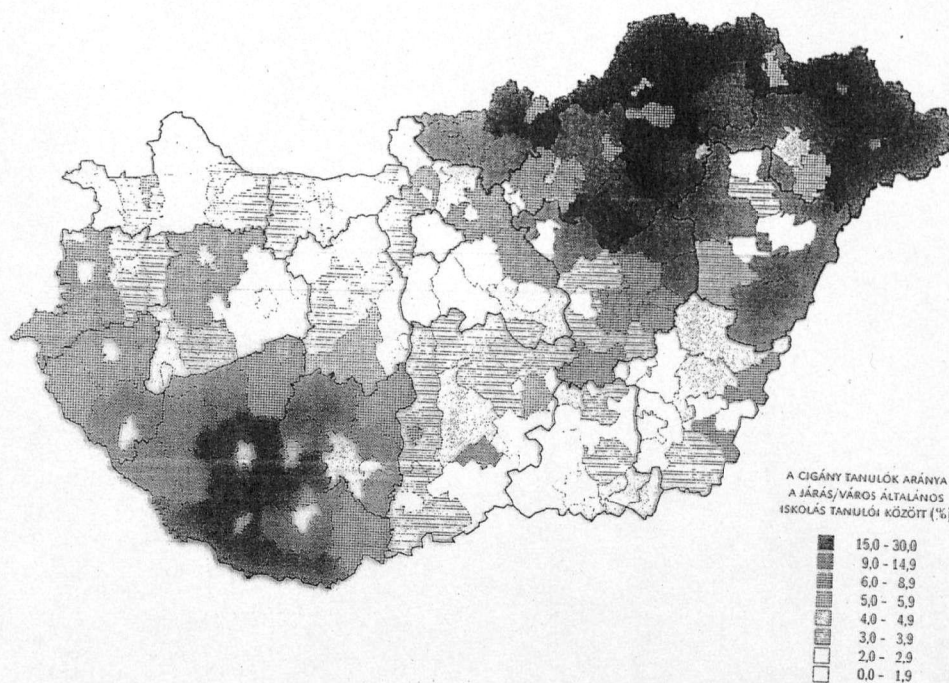 A CIGÁNY TANULÓK ARÁNYA
A JÁRÁS/VÁROS ÁLTALÁNOS
ISKOLÁS TANULÓI KÖZÖTT (%)
15,0 - 30,0
9,0 - 14,9
6,0 - 8,9
5,0 - 5,9
4,0 - 4,9
3,0 - 3,9
2,0 - 2,9
0,0 - 1,9